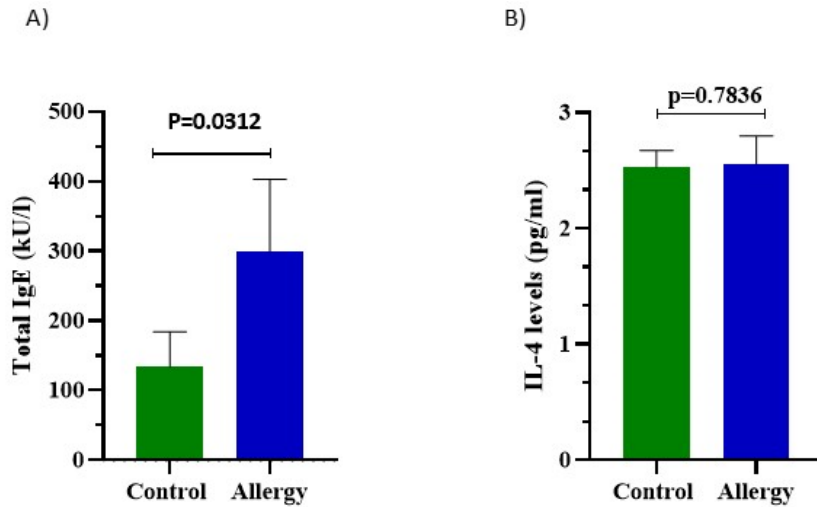 A)
B)
P=0.0312
p=0.7836
Total IgE (kU/l)
500
400
300
200
100
0
Control Allergy
IL-4 levels (pg/ml)
3
2
1
0
Control Allergy